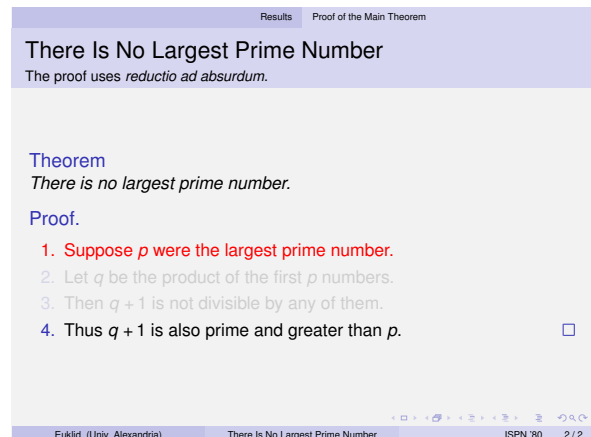 Results Proof of the Main Theorem
There Is No Largest Prime Number
The proof uses reductio ad absurdum.
Theorem
There is no largest prime number.
Proof.
1. Suppose p were the largest prime number.
2. Let q be the product of the first p numbers.
3. Then q + 1 is not divisible by any of them.
4. Thus q + 1 is also prime and greater than p.
Euklid (Univ. Alexandria) There Is No Largest Prime Number ISPN '80 2 / 2